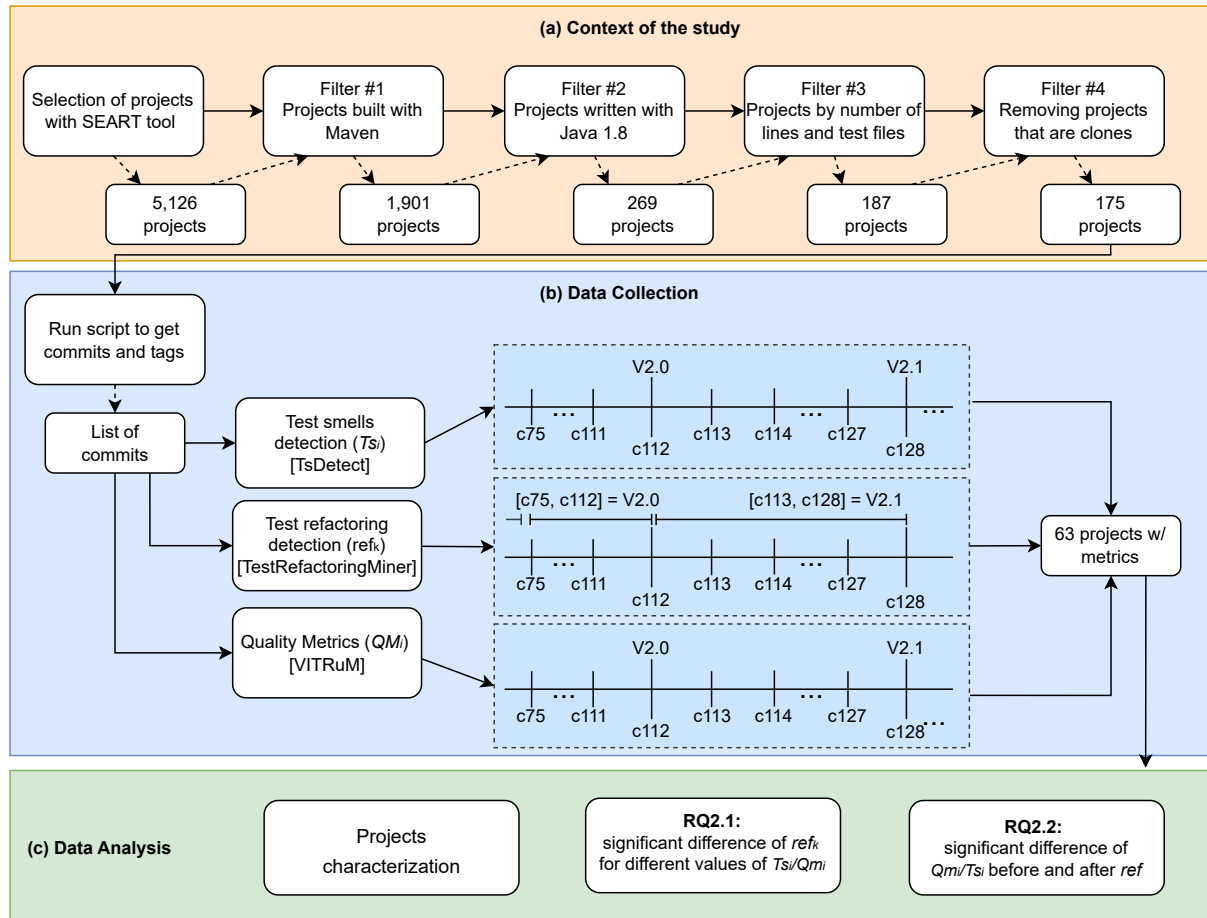 (a) Context of the study
Selection of projects
with SEART tool
Filter #1
Projects built with
Maven
Filter #2
Projects written with
Java 1.8
Filter #3
Projects by number of
lines and test files
Filter #4
Removing projects
that are clones
5,126
projects
1,901
projects
269
projects
187
projects
175
projects
(b) Data Collection
Run script to get
commits and tags
List of
commits
Test smells
detection (Tsi)
[TsDetect]
V2.0
V2.1
...
...
...
c75
c111
c112
c113
c114
c127
c128
Test refactoring
detection (refk)
[TestRefactoringMiner]
[c75, c112] = V2.0
[c113, c128] = V2.1
...
...
c75
c111
c112
c113
c114
c127
c128
Quality Metrics (QMi)
[VITRuM]
V2.0
V2.1
...
...
c75
c111
c112
c113
c114
c127
c128
...
63 projects w/
metrics
(c) Data Analysis
Projects
characterization
RQ2.1:
significant difference of refk
for different values of Tsi/Qmi
RQ2.2:
significant difference of
Qmi/Tsi before and after ref